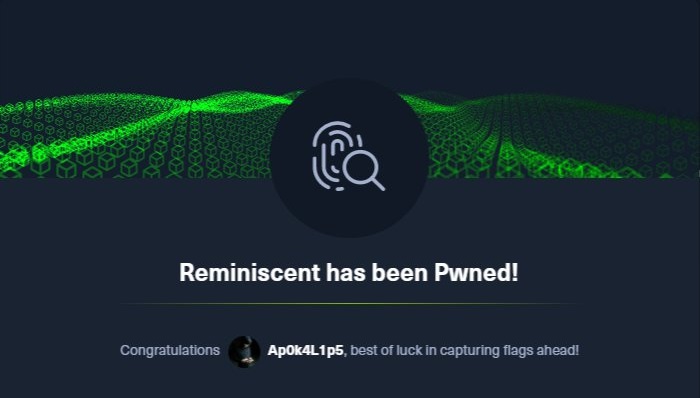 Reminiscent has been Pwned!
Congratulations Ap0k4L1p5, best of luck in capturing flags ahead!